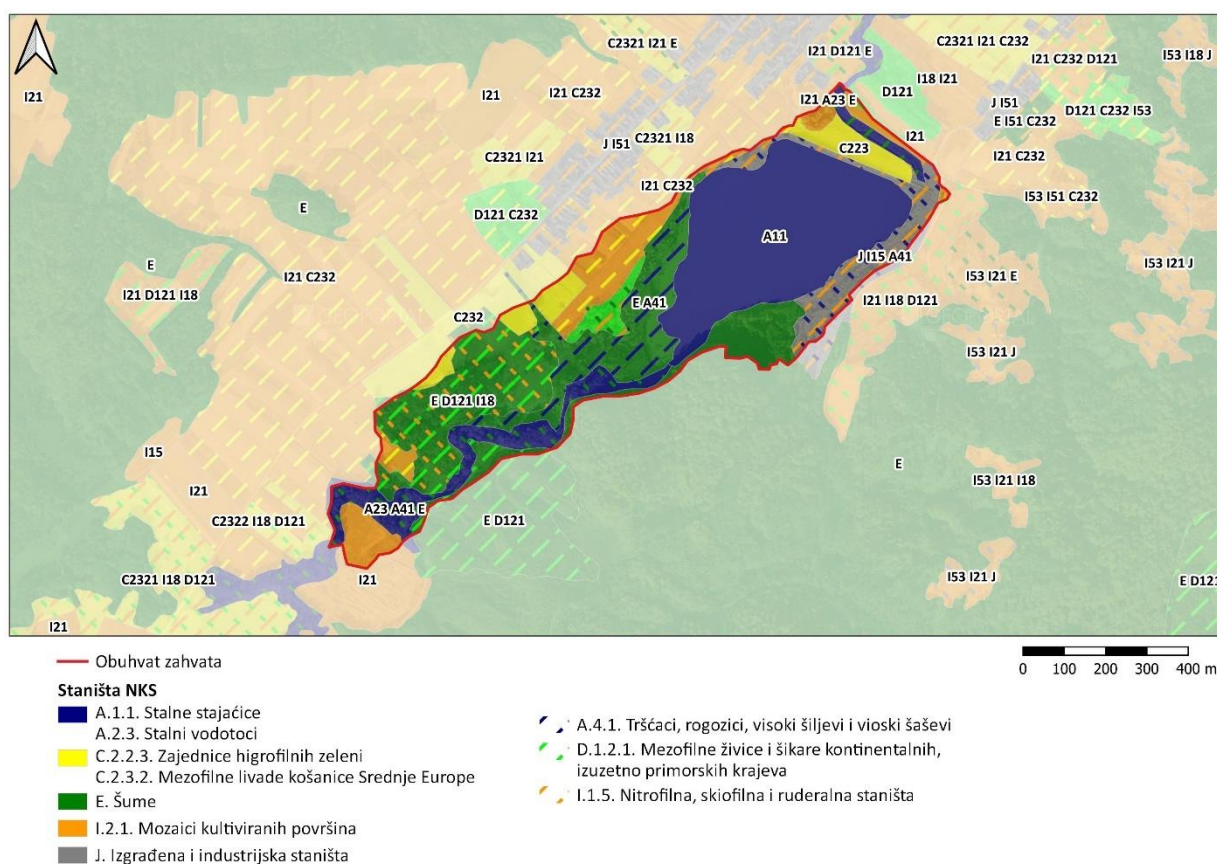 C2321 I21 E
I21 D121 E
C2321 I21 C232
I21 C232 D121
I53 I18 J
I21
I21
I21 C232
I18 I21
D121
I21 A23 E
J I51
E I51 C232
D121 C232 I53
I21
C223
J I51
C2321 I18
C2321 I21
I21 C232
I21 C232
I53 I51 C232
E
D121 C232
A11
E
I21 C232
J I15 A41
I53 I21 J
I53 I21 E
I21 D121 I18
E A41
I21 I18 D121
C232
I53 I21 J
E D121 I18
I15
E
I53 I21 I18
I21
A23 A41 E
C2322 I18 D121
E D121
C2321 I18 D121
I21
I53 I21 J
E D121
I21
0 100 200 300 400 m
Obuhvat zahvata
Staništa NKS
A.1.1. Stalne stajaćice
A.2.3. Stalni vodotoci
C.2.2.3. Zajednice higrofilnih zeleni
C.2.3.2. Mezofilne livade košanice Srednje Europe
E. Šume
I.2.1. Mozaici kultiviranih površina
J. Izgrađena i industrijska staništa
A.4.1. Tršćaci, rogozici, visoki šiljevi i vioski šaševi
D.1.2.1. Mezofilne živice i šikare kontinentalnih,
izuzetno primorskih krajeva
I.1.5. Nitrofilna, skiofilna i ruderalna staništa